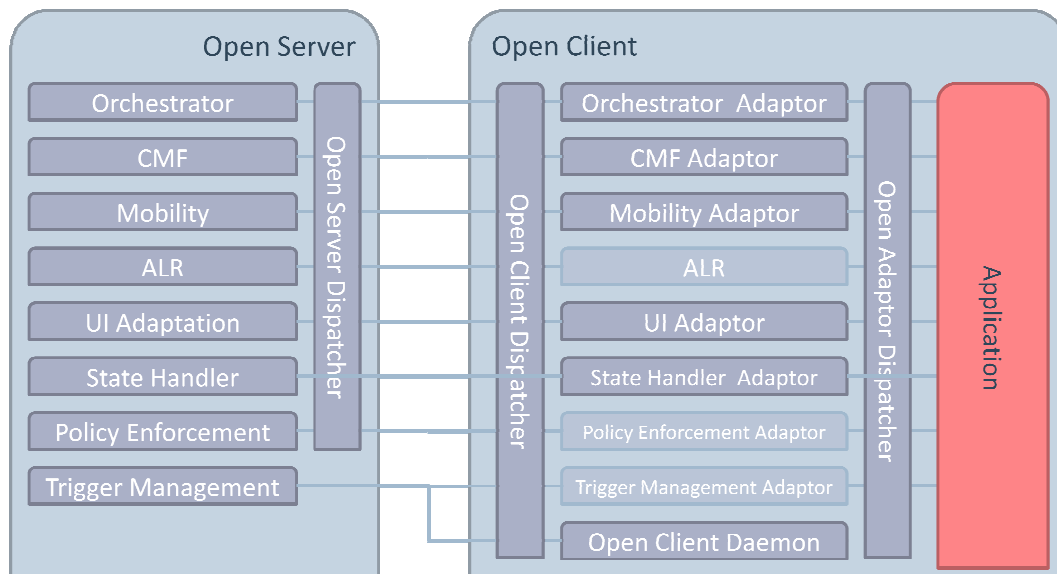 Open Server
Orchestrator
CMF
Mobility
ALR
UI Adaptation
State Handler
Policy Enforcement
Trigger Management
Open Server Dispatcher
Open Client
Open Client Dispatcher
Orchestrator Adaptor
CMF Adaptor
Mobility Adaptor
ALR
UI Adaptor
State Handler Adaptor
Policy Enforcement Adaptor
Trigger Management Adaptor
Open Client Daemon
Open Adaptor Dispatcher
Application